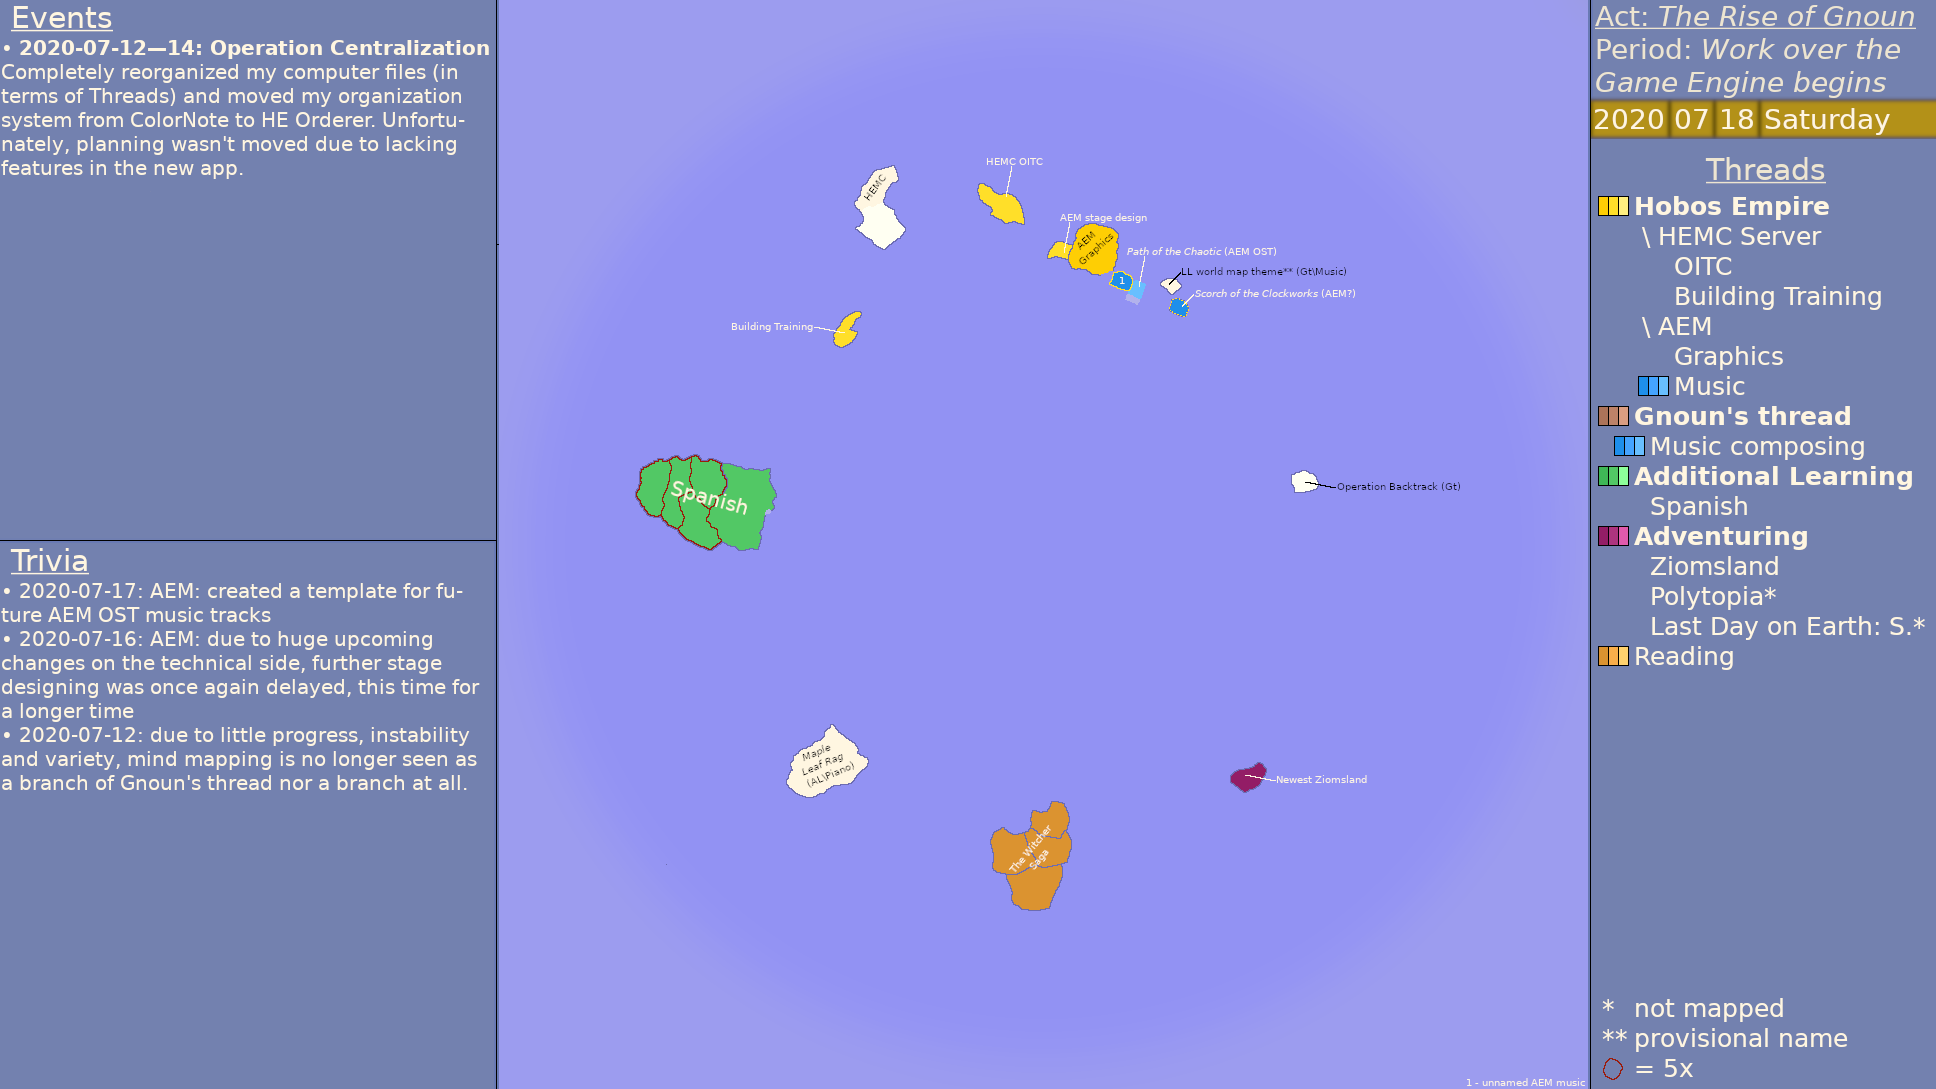 Events
• 2020-07-12—14: Operation Centralization
Completely reorganized my computer files (in
terms of Threads) and moved my organization
system from ColorNote to HE Orderer. Unfortu-
nately, planning wasn't moved due to lacking
features in the new app.
Trivia
• 2020-07-17: AEM: created a template for fu-
ture AEM OST music tracks
• 2020-07-16: AEM: due to huge upcoming
changes on the technical side, further stage
designing was once again delayed, this time for
a longer time
• 2020-07-12: due to little progress, instability
and variety, mind mapping is no longer seen as
a branch of Gnoun's thread nor a branch at all.
HEMC
HEMC OITC
AEM stage design
AEM
Graphics
Path of the Chaotic (AEM OST)
1
LL world map theme** (Gt\Music)
Scorch of the Clockworks (AEM?)
Building Training
Spanish
Operation Backtrack (Gt)
Maple
Leaf Rag
(AL\Piano)
Newest Ziomsland
The Witcher
Saga
1 - unnamed AEM music
Act: The Rise of Gnoun
Period: Work over the
Game Engine begins
2020 07 18 Saturday
Threads
Hobos Empire
\ HEMC Server
OITC
Building Training
\ AEM
Graphics
Music
Gnoun's thread
Music composing
Additional Learning
Spanish
Adventuring
Ziomsland
Polytopia*
Last Day on Earth: S.*
Reading
* not mapped
** provisional name
= 5x